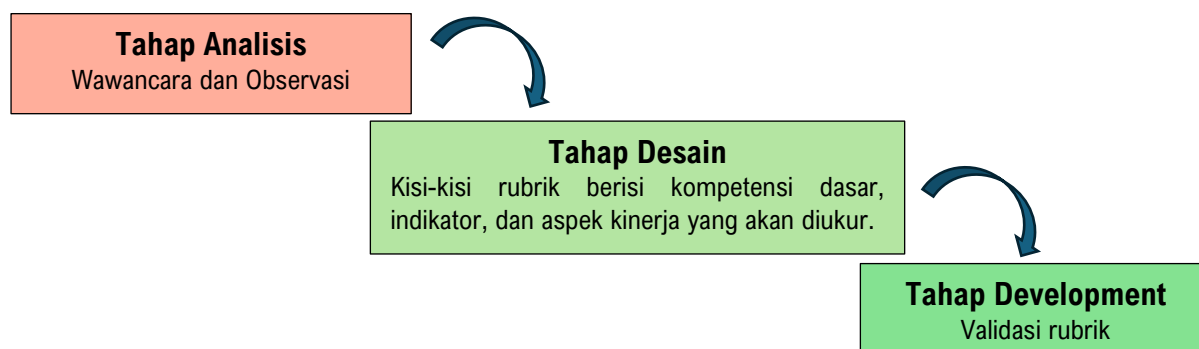 Tahap Analisis
Wawancara dan Observasi
Tahap Desain
Kisi-kisi rubrik berisi kompetensi dasar,
indikator, dan aspek kinerja yang akan diukur.
Tahap Development
Validasi rubrik